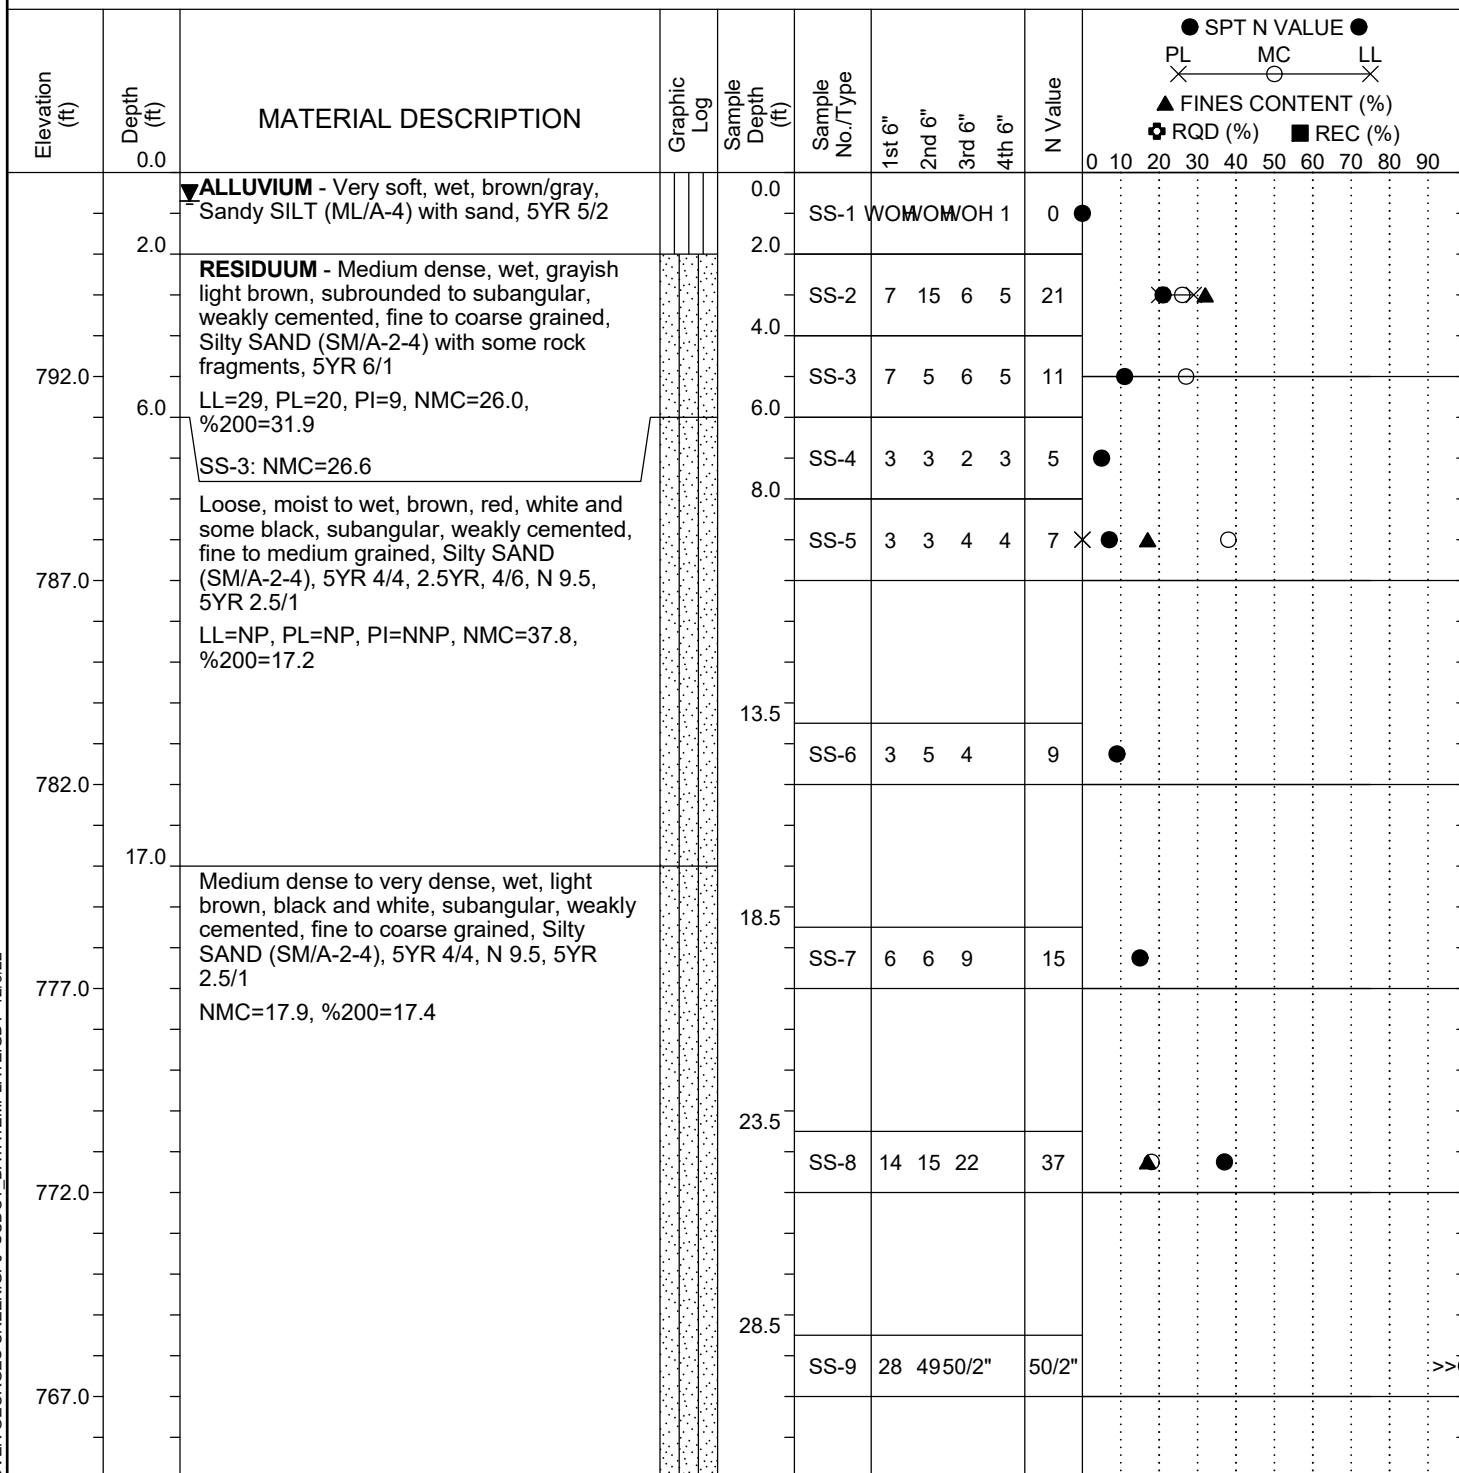 Elevation
(ft)
Depth
(ft)
0.0
MATERIAL DESCRIPTION
Graphic
Log
Sample
Depth
(ft)
Sample
No./Type
1st 6"
2nd 6"
3rd 6"
4th 6"
N Value
● SPT N VALUE ●
PL MC LL
▲ FINES CONTENT (%)
RQD (%) ■ REC (%)
0 10 20 30 40 50 60 70 80 90
ALLUVIUM - Very soft, wet, brown/gray,
Sandy SILT (ML/A-4) with sand, 5YR 5/2
0.0
SS-1 WOH WOH WOH 1 0
2.0
2.0
RESIDUUM - Medium dense, wet, grayish
light brown, subrounded to subangular,
weakly cemented, fine to coarse grained,
Silty SAND (SM/A-2-4) with some rock
fragments, 5YR 6/1
SS-2 7 15 6 5 21
4.0
792.0
SS-3 7 5 6 5 11
LL=29, PL=20, PI=9, NMC=26.0,
%200=31.9
6.0
6.0
SS-3: NMC=26.6
SS-4 3 3 2 3 5
8.0
Loose, moist to wet, brown, red, white and
some black, subangular, weakly cemented,
fine to medium grained, Silty SAND
(SM/A-2-4), 5YR 4/4, 2.5YR, 4/6, N 9.5,
5YR 2.5/1
SS-5 3 3 4 4 7
787.0
LL=NP, PL=NP, PI=NNP, NMC=37.8,
%200=17.2
13.5
SS-6 3 5 4 9
782.0
17.0
Medium dense to very dense, wet, light
brown, black and white, subangular, weakly
cemented, fine to coarse grained, Silty
SAND (SM/A-2-4), 5YR 4/4, N 9.5, 5YR
2.5/1
18.5
SS-7 6 6 9 15
777.0
NMC=17.9, %200=17.4
23.5
SS-8 14 15 22 37
772.0
28.5
SS-9 28 49 50/2" 50/2"
>>
767.0